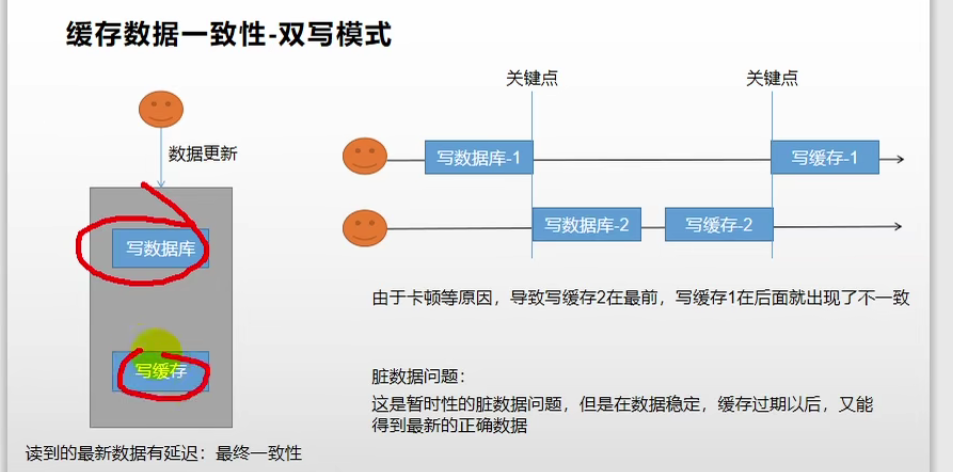 缓存数据一致性-双写模式
数据更新
写数据库
写缓存
读到的最新数据有延迟：最终一致性
关键点
关键点
写数据库-1
写缓存-1
写数据库-2
写缓存-2
由于卡顿等原因，导致写缓存2在最前，写缓存1在后面就出现了不一致
脏数据问题：
这是暂时性的脏数据问题，但是在数据稳定，缓存过期以后，又能
得到最新的正确数据